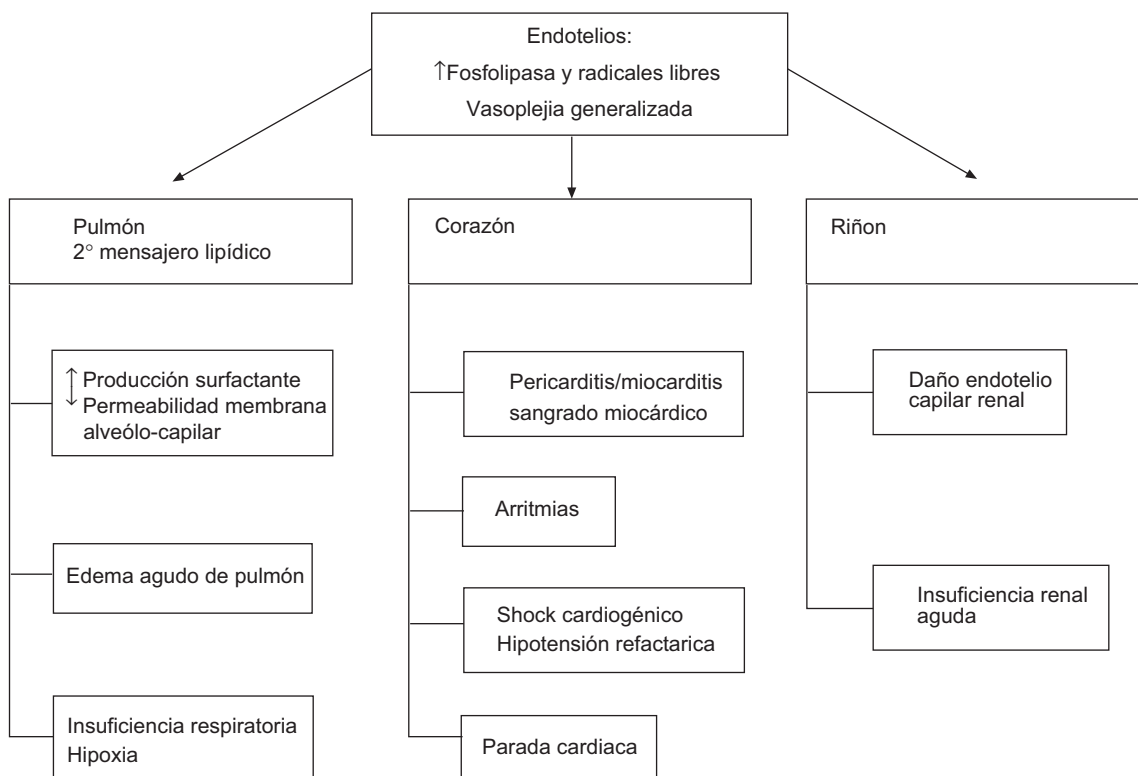 Endotelios:
↑Fosfolipasa y radicales libres
Vasoplejia generalizada
Pulmón
2° mensajero lipídico
↑ Producción surfactante
↓ Permeabilidad membrana
alveólo-capilar
Edema agudo de pulmón
Insuficiencia respiratoria
Hipoxia
Corazón
Pericarditis/miocarditis
sangrado miocárdico
Arritmias
Shock cardiogénico
Hipotensión refactarica
Parada cardiaca
Riñon
Daño endotelio
capilar renal
Insuficiencia renal
aguda